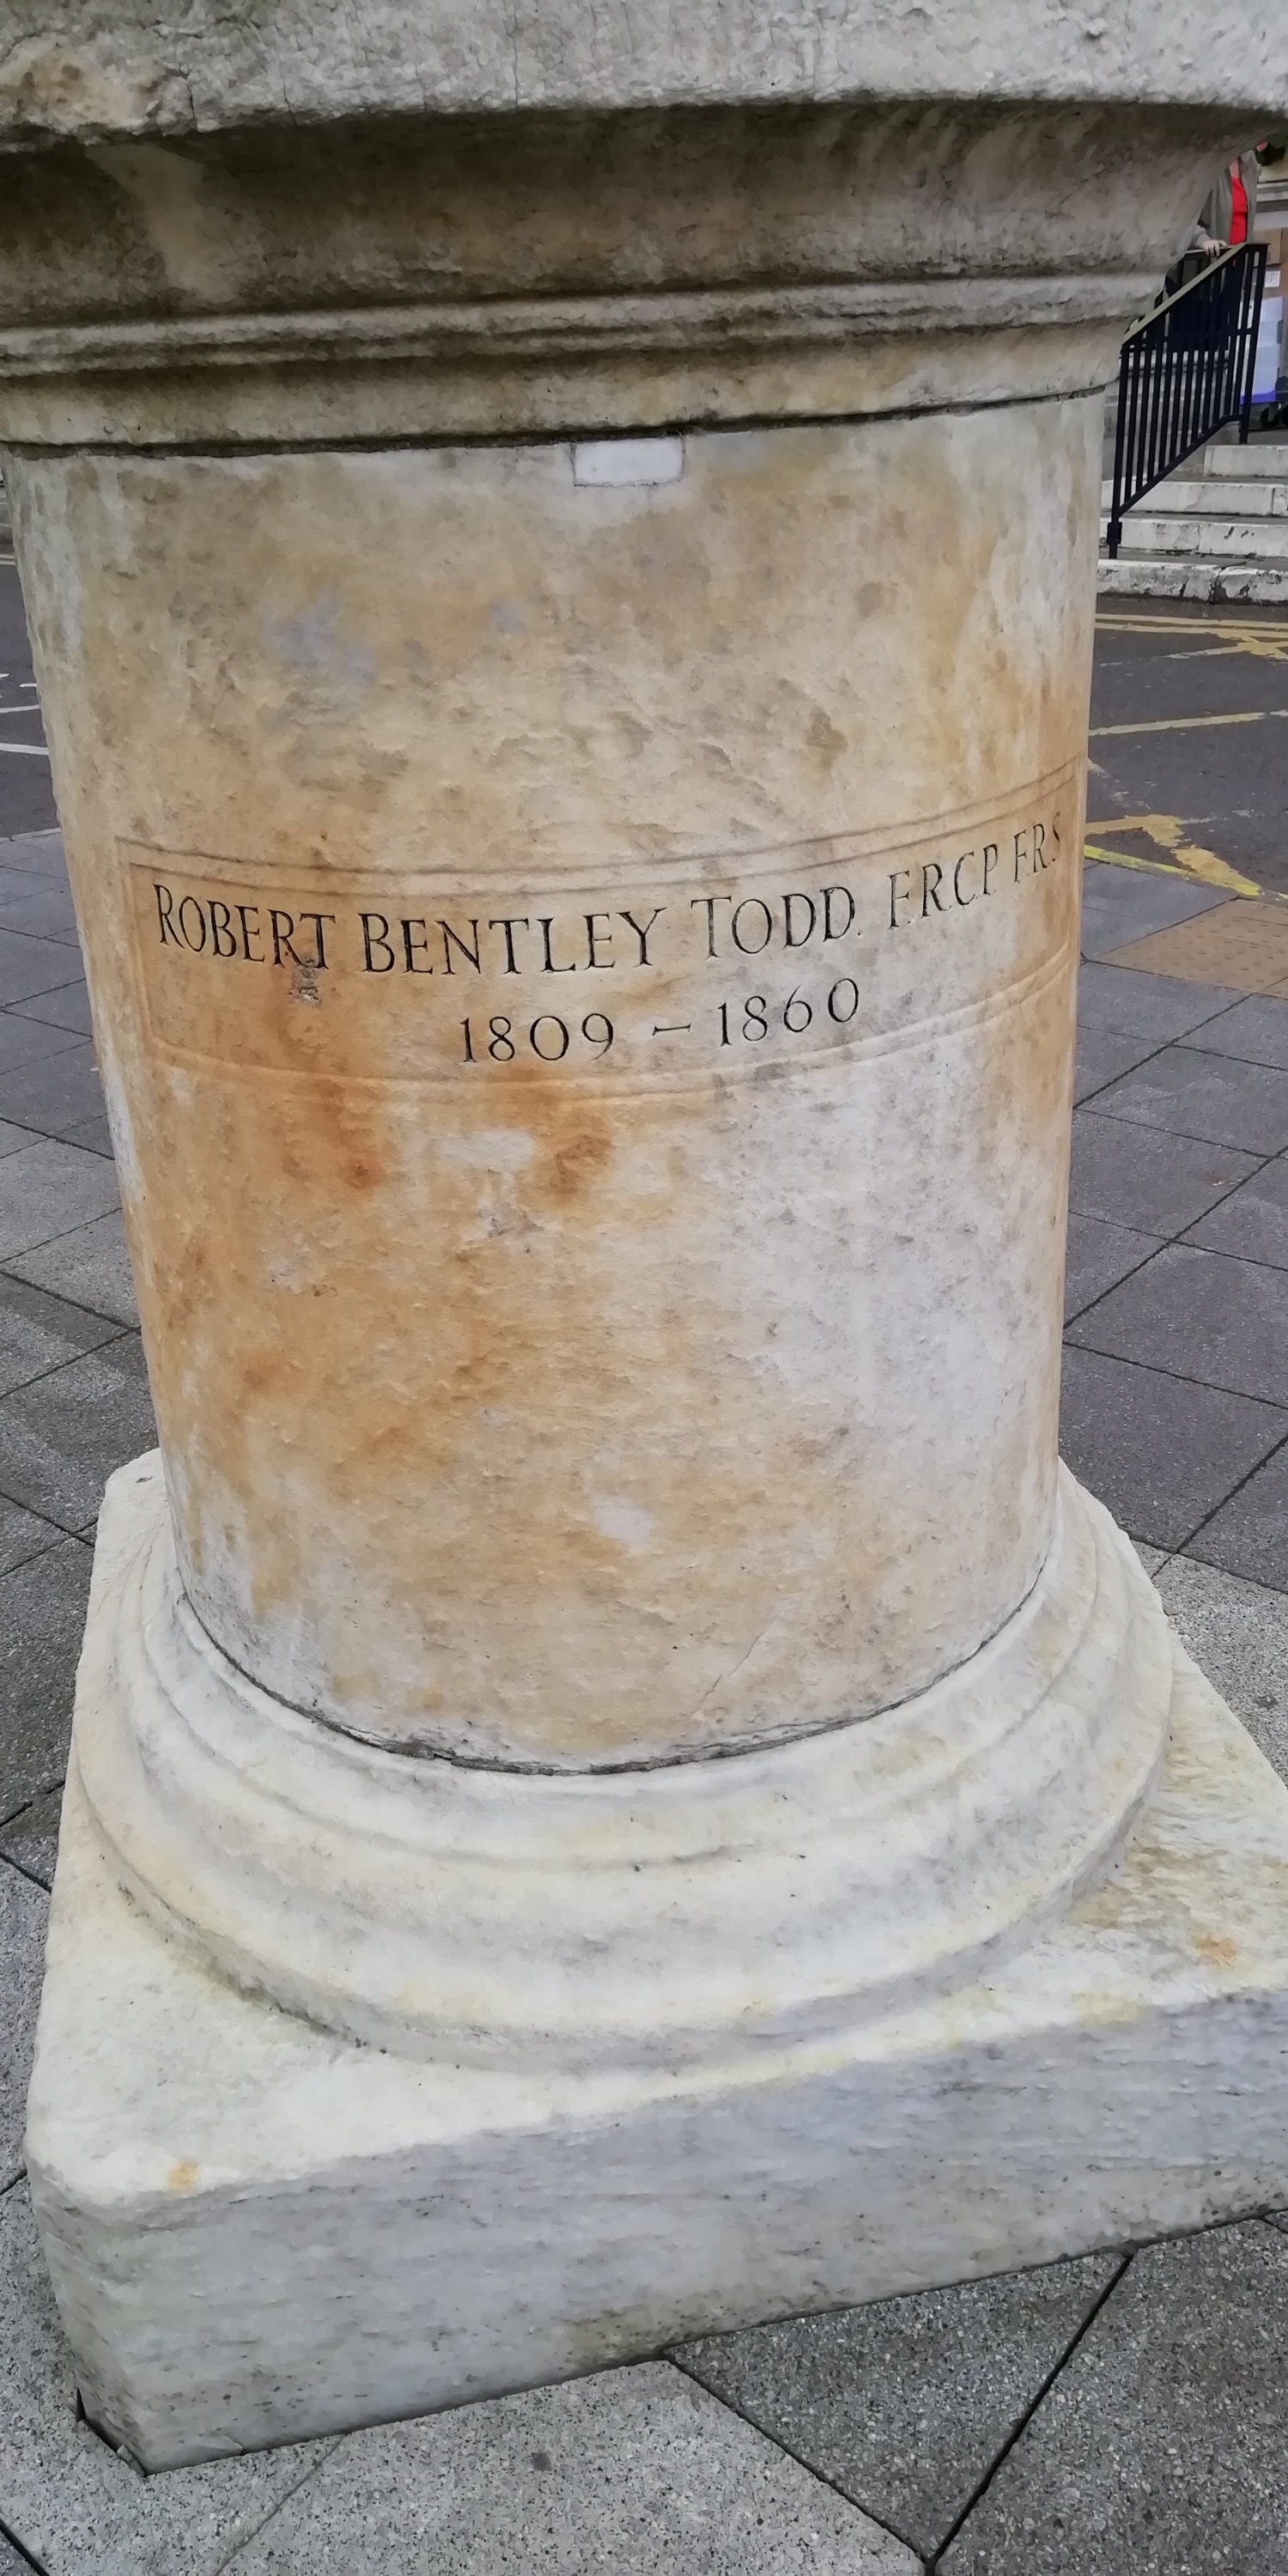 ROBERT BENTLEY TODD. F.R.C.P. F.R.S
1809 – 1860